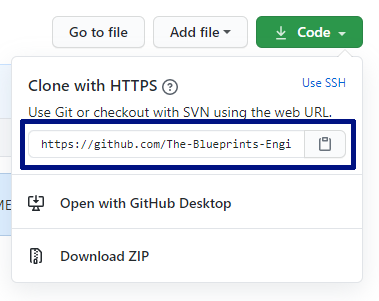 Go to file Add file Code
Clone with HTTPS ?
Use SSH
Use Git or checkout with SVN using the web URL.
https://github.com/The-Blueprints-Engi
Open with GitHub Desktop
Download ZIP